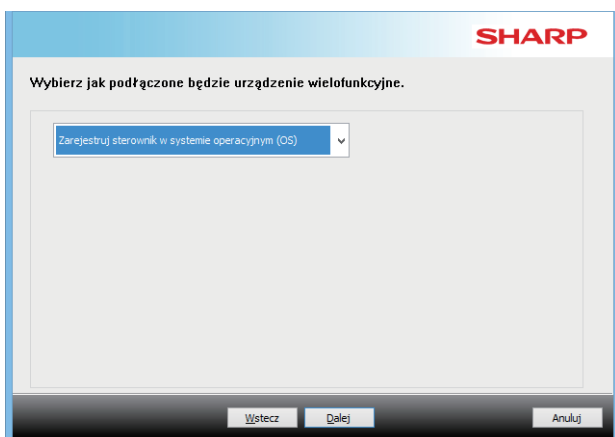 SHARP
Wybierz jak podłączone będzie urządzenie wielofunkcyjne.
Zarejestruj sterownik w systemie operacyjnym (OS)
Wstecz Dalej Anuluj